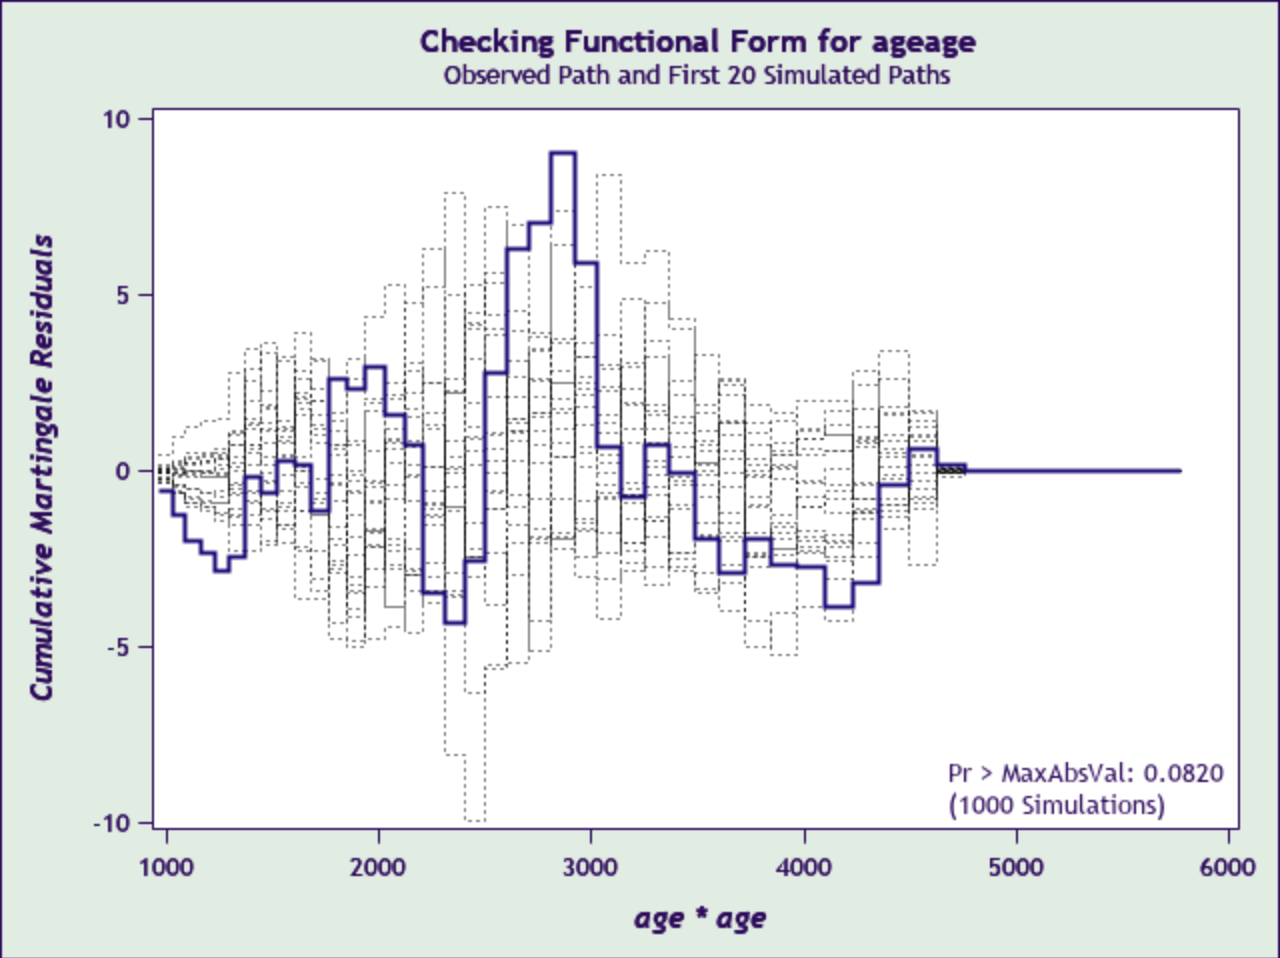 Checking Functional Form for ageage
Observed Path and First 20 Simulated Paths
Cumulative Martingale Residuals
10
5
0
-5
-10
Pr > MaxAbsVal: 0.0820
(1000 Simulations)
1000 2000 3000 4000 5000 6000
age * age